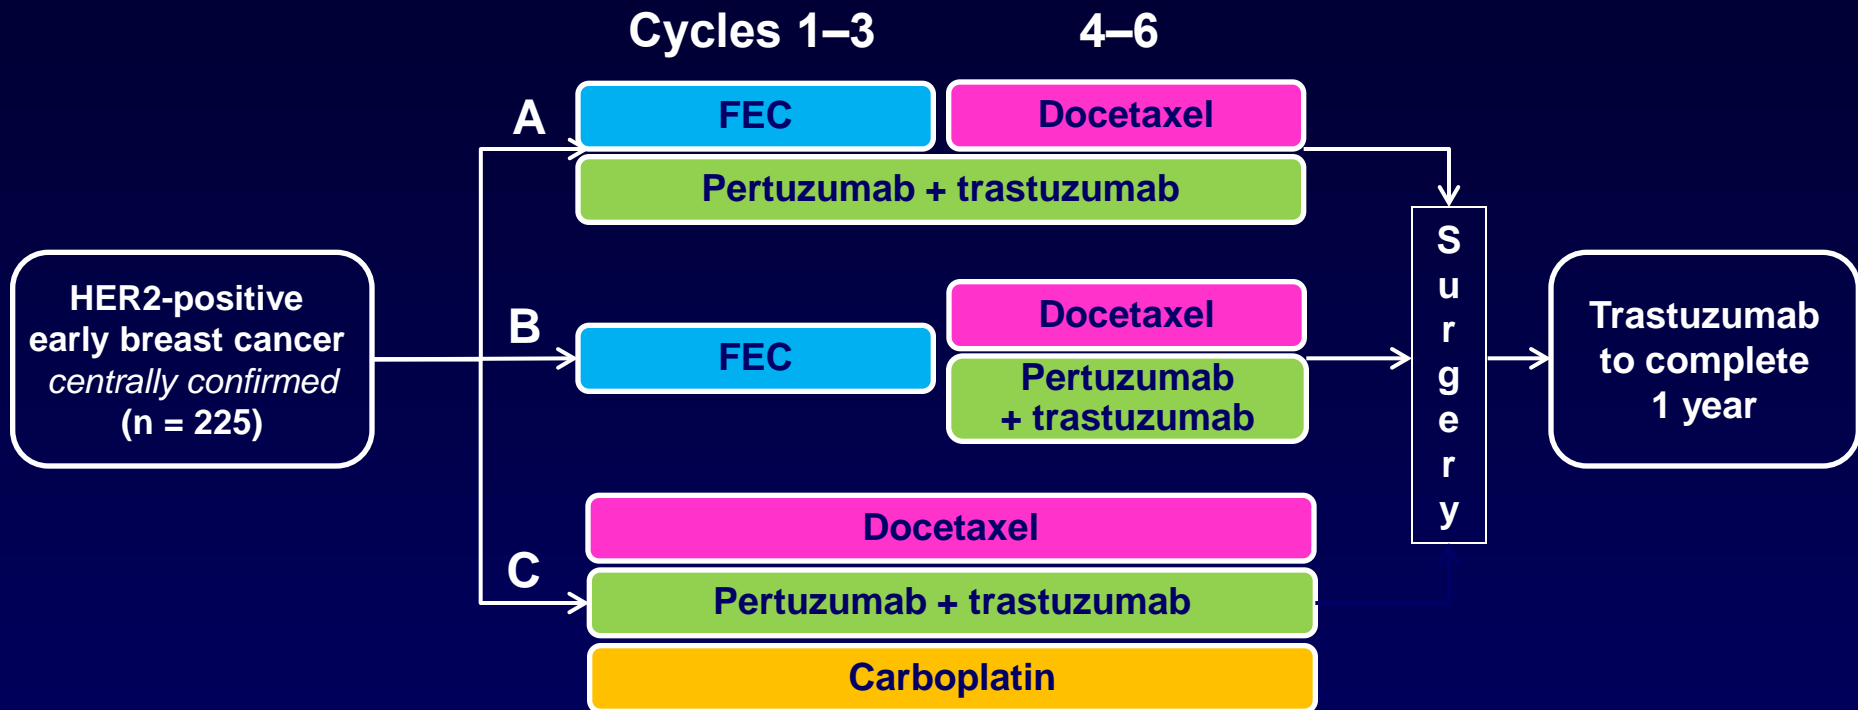 Cycles 1–3
4–6
A
FEC
Docetaxel
Pertuzumab + trastuzumab
HER2-positive
early breast cancer
centrally confirmed
(n = 225)
B
FEC
Docetaxel
Pertuzumab
+ trastuzumab
C
Docetaxel
Pertuzumab + trastuzumab
Carboplatin
Surgery
Trastuzumab
to complete
1 year